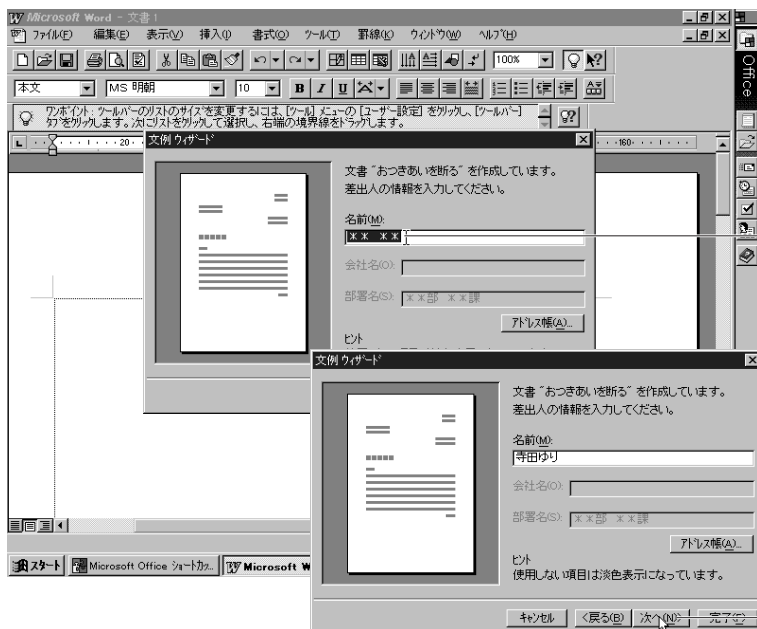 Microsoft Word - 文書1
ファイル(F) 編集(E) 表示(V) 挿入(I) 書式(O) ツール(T) 罫線(K) ウィンドウ(W) ヘルプ(H)
100%
本文 MS 明朝 10 B I U
ワンポイント: ツールバーのリストのサイズを変更するには、[ツール] メニューの [ユーザー設定] をクリックし、[ツールバー]
タブをクリックします。次にリストをクリックして選択し、右端の境界線をドラッグします。
Office
文例 ウィザード
文書 "おつきあいを断る" を作成しています。
差出人の情報を入力してください。
名前(M):
** **
会社名(O):
部署名(S): **部 **課
アドレス帳(A)...
ヒント
文例 ウィザード
文書 "おつきあいを断る" を作成しています。
差出人の情報を入力してください。
名前(M):
寺田ゆり
会社名(O):
部署名(S): **部 **課
アドレス帳(A)...
ヒント
使用しない項目は淡色表示になっています。
キャンセル <戻る(B) 次へ(N)> 完了(F)
スタート Microsoft Office ショートカッ... Microsoft W